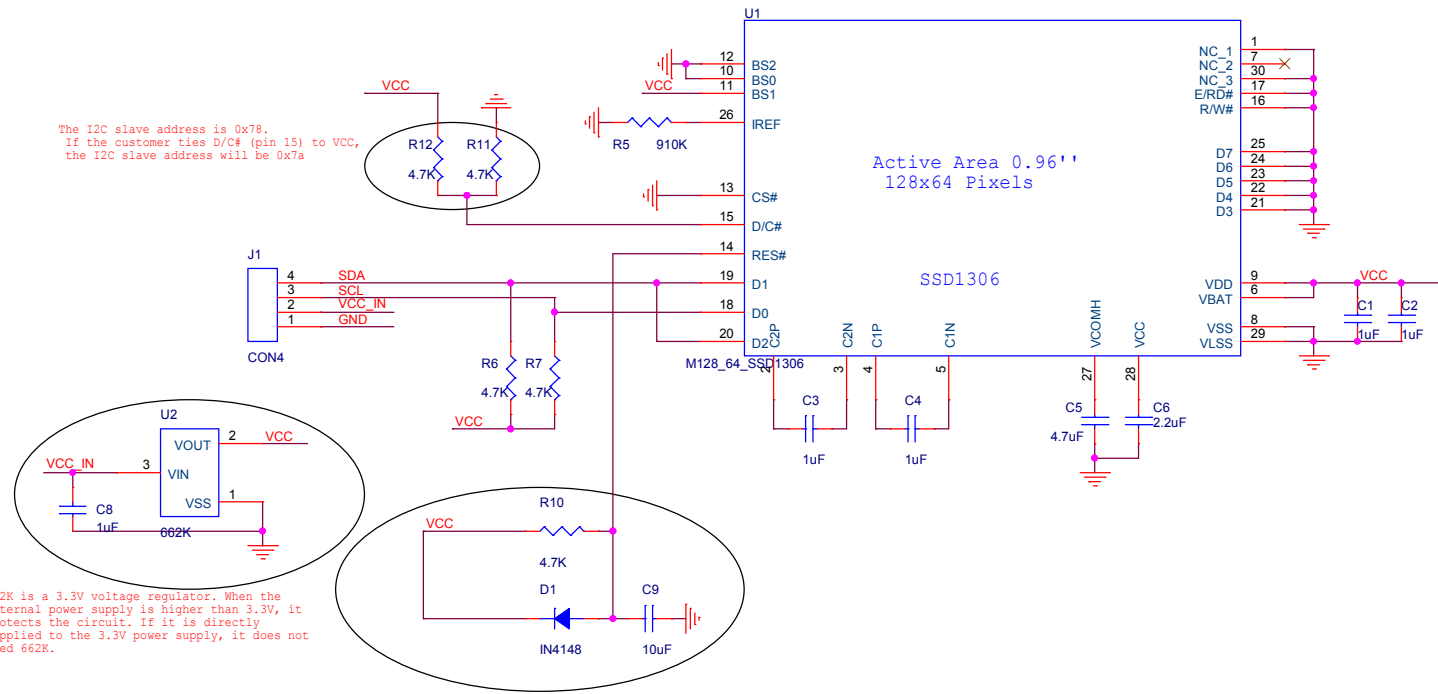 U1
12 BS2
10 BS0
VCC 11 BS1
26 IREF
R5 910K
VCC
The I2C slave address is 0x78.
If the customer ties D/C# (pin 15) to VCC,
the I2C slave address will be 0x7a
R12 R11
4.7K 4.7K
13 CS#
15 D/C#
14 RES#
19 D1
18 D0
20 D2
Active Area 0.96''
128x64 Pixels
SSD1306
NC_1 1
NC_2 7
NC_3 30
E/RD# 17
R/W# 16
D7 25
D6 24
D5 23
D4 22
D3 21
VDD 9 VCC
VBAT 6
VSS 8
VLSS 29
C1 C2
1uF 1uF
J1
4 SDA
3 SCL
2 VCC_IN
1 GND
CON4
C2P C2N C1P C1N VCOMH VCC
M128_64_SSD1306
2 3 4 5 27 28
R6 R7
4.7K 4.7K
VCC
C3 C4 C5 C6
1uF 1uF 4.7uF 2.2uF
U2
VOUT 2 VCC
VCC_IN 3 VIN
VSS 1
C8
1uF
662K
2K is a 3.3V voltage regulator. When the
ternal power supply is higher than 3.3V, it
otects the circuit. If it is directly
pplied to the 3.3V power supply, it does not
ed 662K.
R10
VCC
4.7K
D1 C9
IN4148 10uF